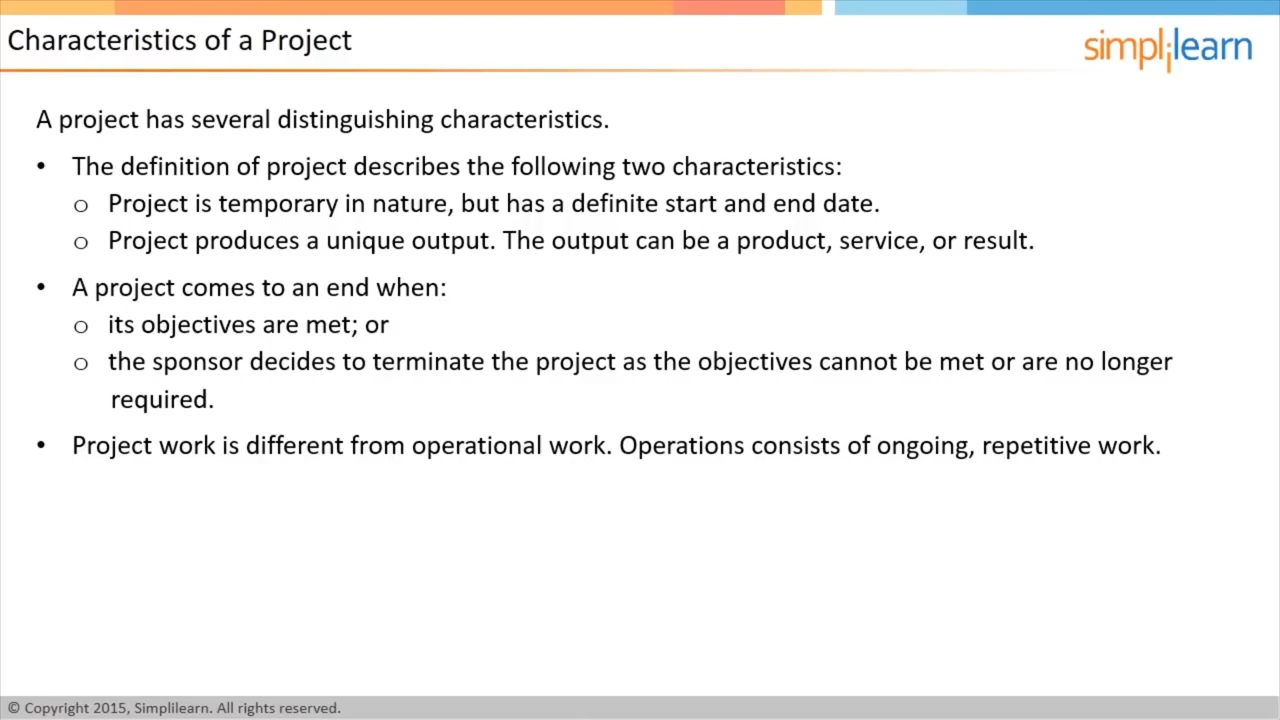 Characteristics of a Project
simplilearn
A project has several distinguishing characteristics.
• The definition of project describes the following two characteristics:
o Project is temporary in nature, but has a definite start and end date.
o Project produces a unique output. The output can be a product, service, or result.
• A project comes to an end when:
o its objectives are met; or
o the sponsor decides to terminate the project as the objectives cannot be met or are no longer
required.
• Project work is different from operational work. Operations consists of ongoing, repetitive work.
© Copyright 2015, Simplilearn. All rights reserved.